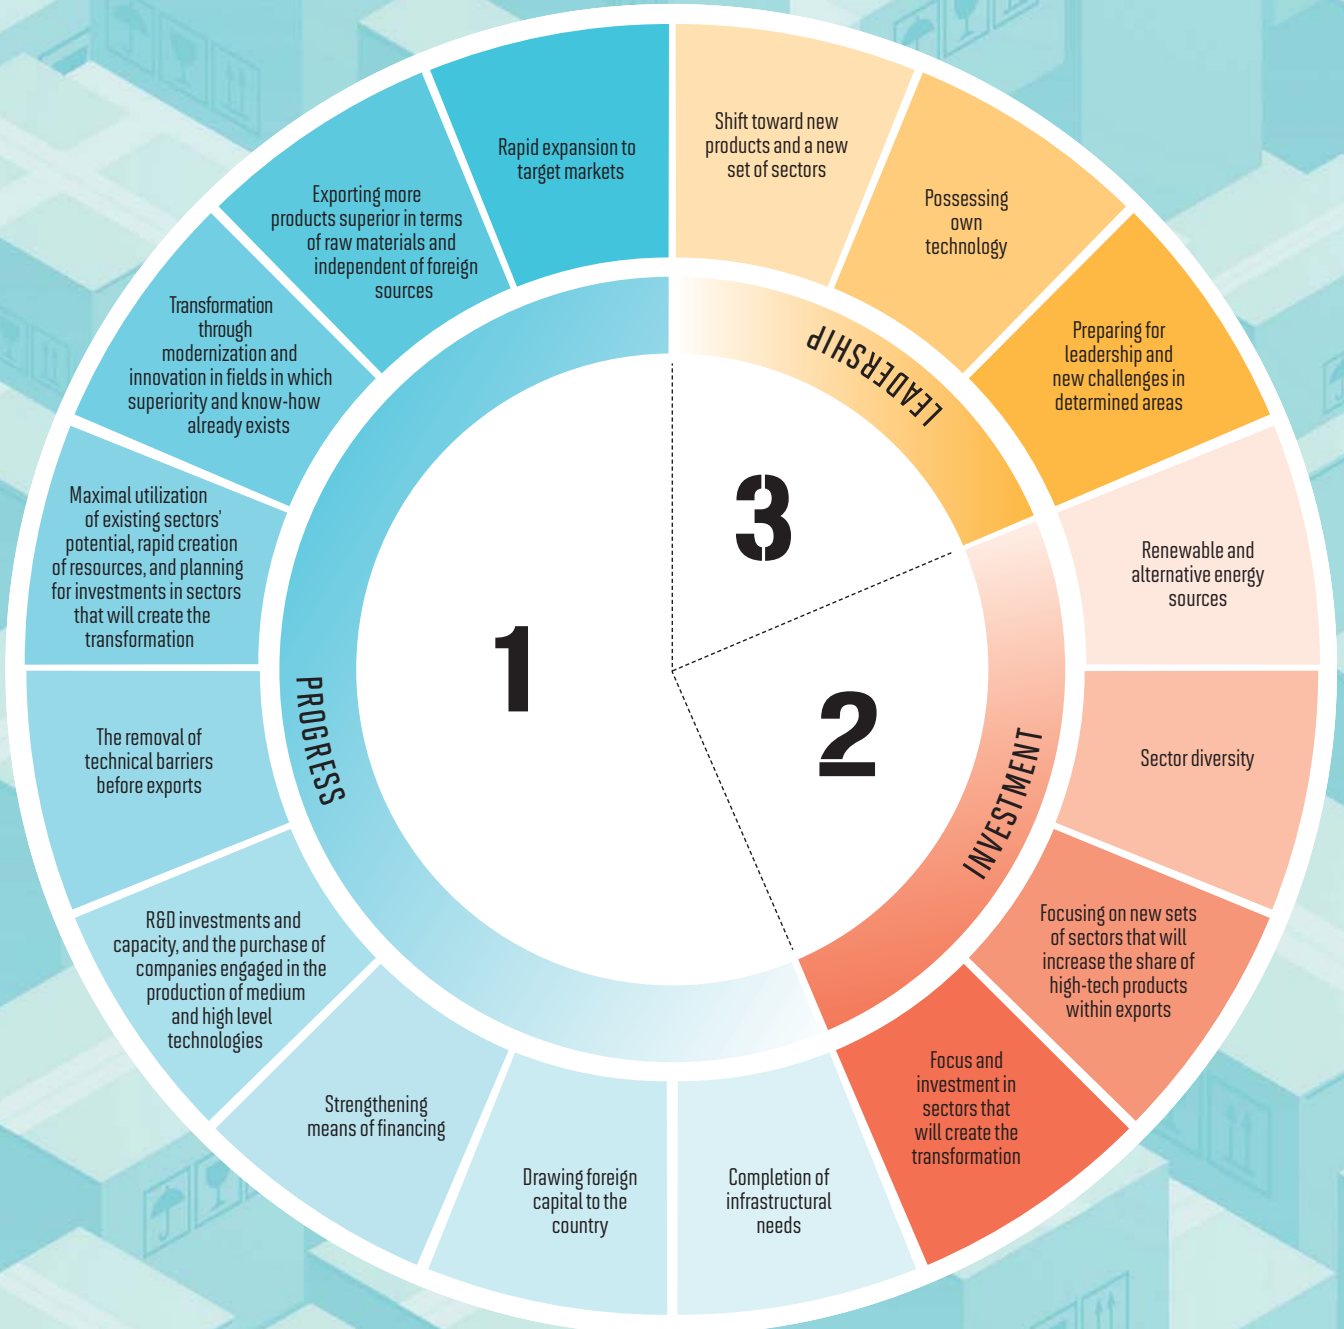 Shift toward new
products and a new
set of sectors
Possessing
own
technology
Preparing for
leadership and
new challenges in
determined areas
Renewable and
alternative energy
sources
Sector diversity
Focusing on new sets
of sectors that will
increase the share of
high-tech products
within exports
Focus and
investment in
sectors that
will create the
transformation
Completion of
infrastructural
needs
Drawing foreign
capital to the
country
Strengthening
means of financing
R&D investments and
capacity, and the purchase of
companies engaged in the
production of medium
and high level
technologies
The removal of
technical barriers
before exports
Maximal utilization
of existing sectors'
potential, rapid creation
of resources, and planning
for investments in sectors
that will create the
transformation
Transformation
through
modernization and
innovation in fields in which
superiority and know-how
already exists
Exporting more
products superior in terms
of raw materials and
independent of foreign
sources
Rapid expansion to
target markets
LEADERSHIP
INVESTMENT
PROGRESS
1
2
3